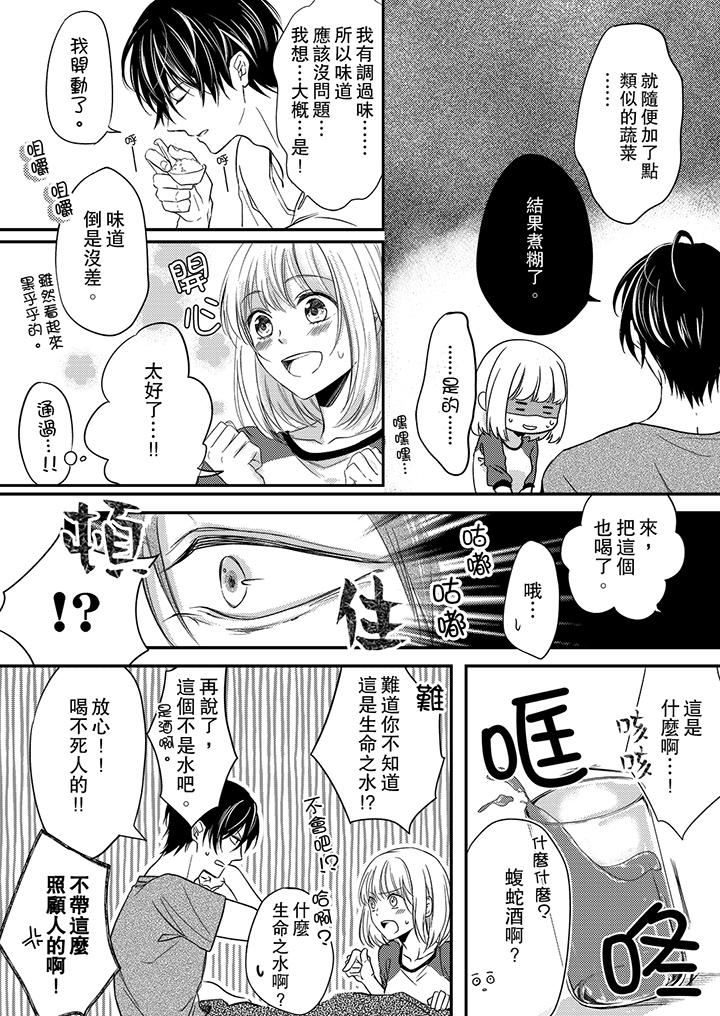 就隨便加了點
類似的蔬菜
……
結果煮糊了。
……是的……
嘿嘿嘿…
我有調過味……
所以味道
應該沒問題…
我想…大概…是！
呼
呼
我開動了。
咀嚼
咀嚼
味道
倒是沒差。
雖然看起來
黑乎乎的。
開心
太好了…!!
通過…!!
來，
把這個
也喝了。
哦…
咕嘟
咕嘟
頓住
!?
這是
什麼啊…！
咳咳
哐
咚
什麼什麼？
蝮蛇酒啊？
難道你不知道
這是生命之水!?
不會吧!?
哈啊？
什麼
生命之水啊？
再說了，
這個不是水吧。
是酒啊。
放心！！
喝不死人的!!
不帶這麼
照顧人的啊！